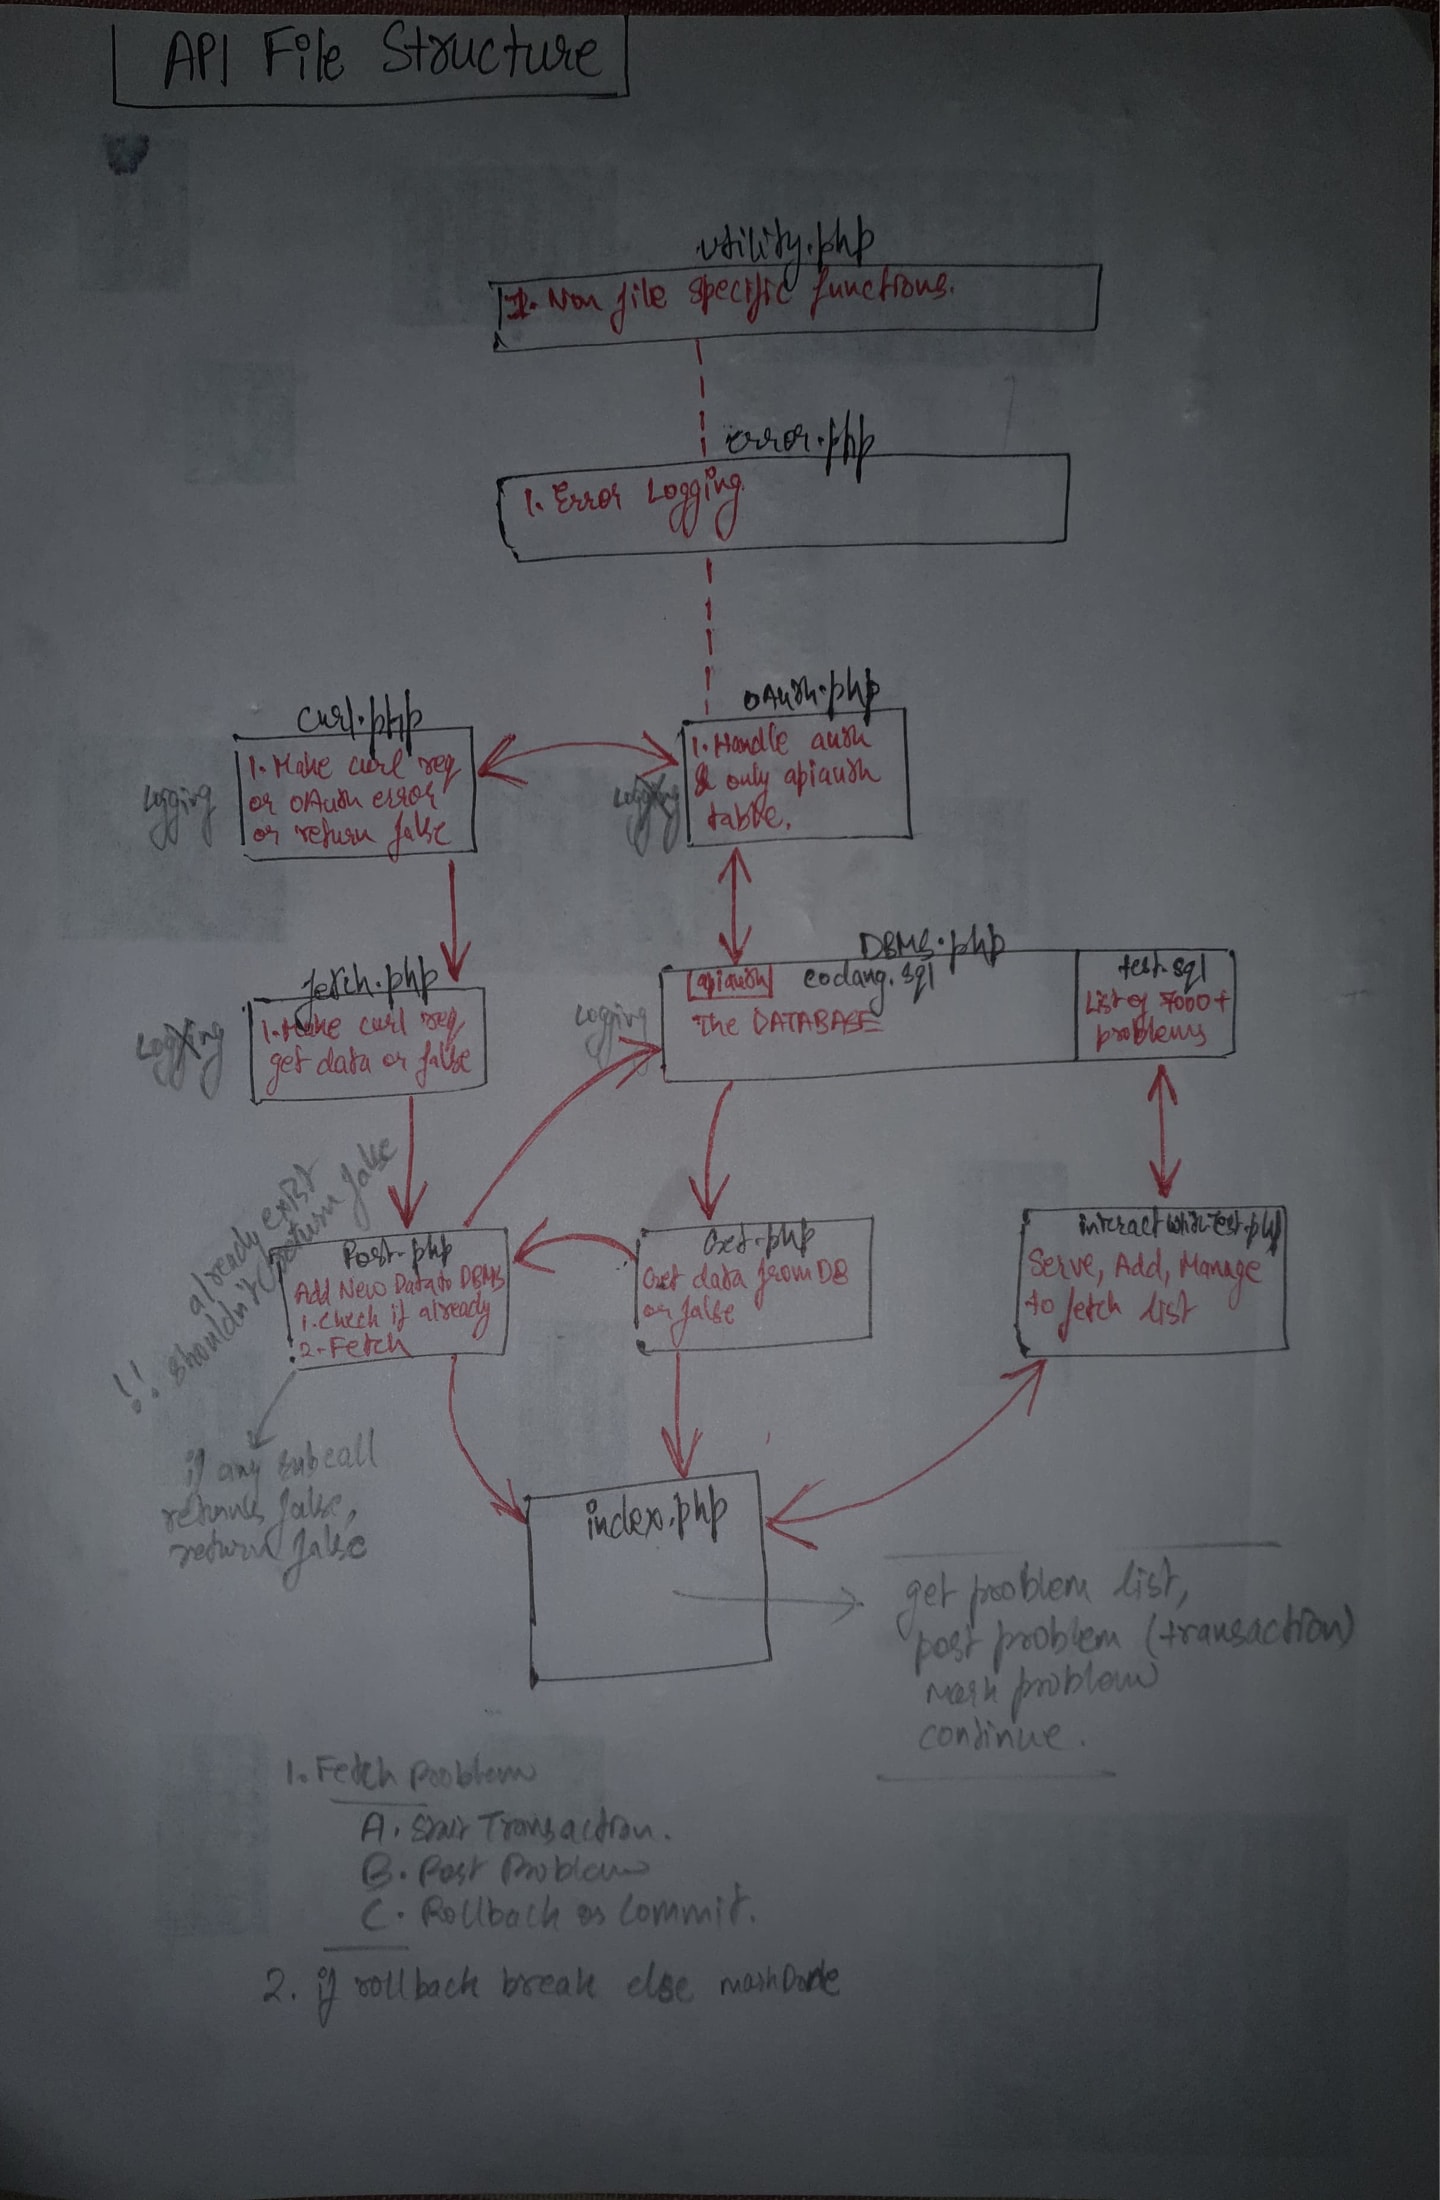 API File Structure
utility.php
1. Non file specific functions.
error.php
1. Error Logging
curl.php
1. Make curl req
or oAuth error
or return false
Logging
oAuth.php
1. Handle auth
& only apiauth
table.
Logging
fetch.php
1. Make curl req,
get data or false
Logging
DBMS.php
apiauth codang.sql
The DATABASE
Logging
test.sql
List of 7000+
problems
already exist
!! shouldn't return false
Post.php
Add New Data to DBMS
1. Check if already
2. Fetch
Get.php
Get data from DB
or false
interact with test.php
Serve, Add, Manage
to fetch list
if any subcall
returns false,
return false
index.php
get problem list,
post problem (transaction)
mark problem
continue.
1. Fetch Problem
A. Start Transaction.
B. Post Problem
C. Rollback or Commit.
2. if rollback break else markDone